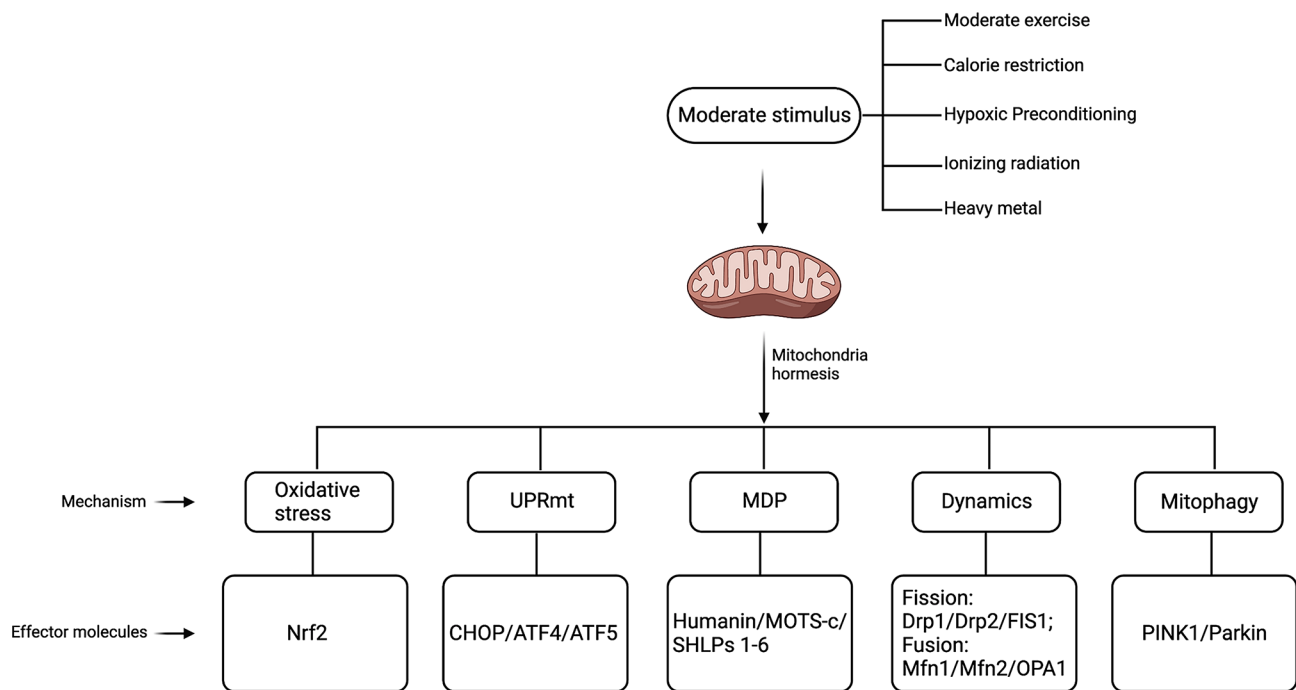 Moderate exercise
Calorie restriction
Moderate stimulus
Hypoxic Preconditioning
Ionizing radiation
Heavy metal
Mitochondria
hormesis
Mechanism
Oxidative
stress
UPRmt
MDP
Dynamics
Mitophagy
Effector molecules
Nrf2
CHOP/ATF4/ATF5
Humanin/MOTS-c/
SHLPs 1-6
Fission:
Drp1/Drp2/FIS1;
Fusion:
Mfn1/Mfn2/OPA1
PINK1/Parkin